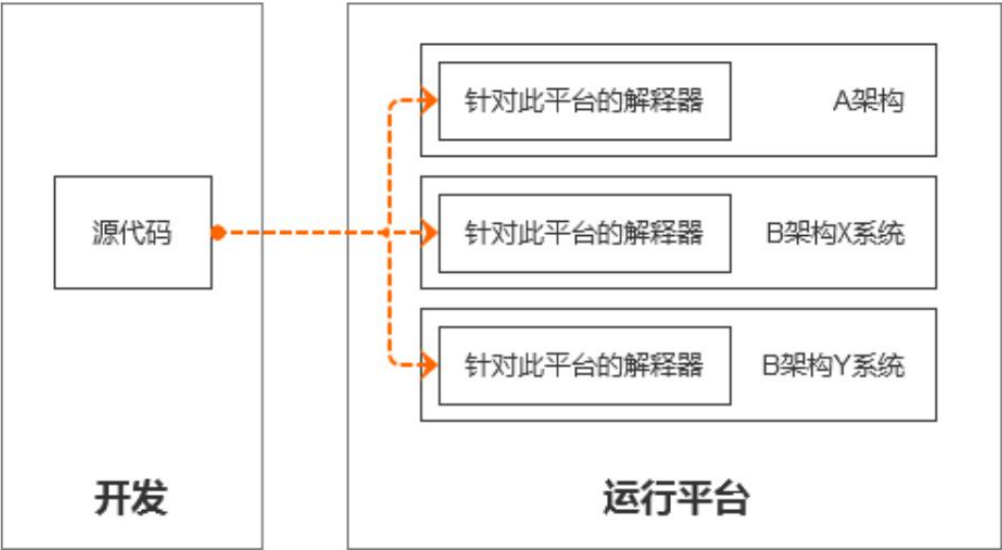 源代码
开发
针对此平台的解释器 A架构
针对此平台的解释器 B架构X系统
针对此平台的解释器 B架构Y系统
运行平台